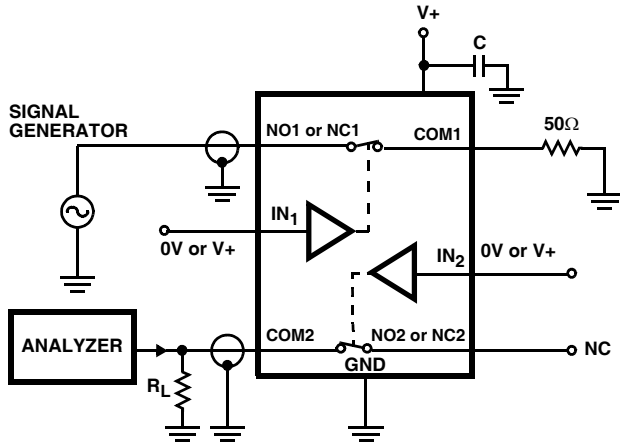 V+
C
SIGNAL
GENERATOR
NO1 or NC1
COM1
50Ω
IN1
0V or V+
IN2
0V or V+
ANALYZER
COM2
NO2 or NC2
NC
RL
GND